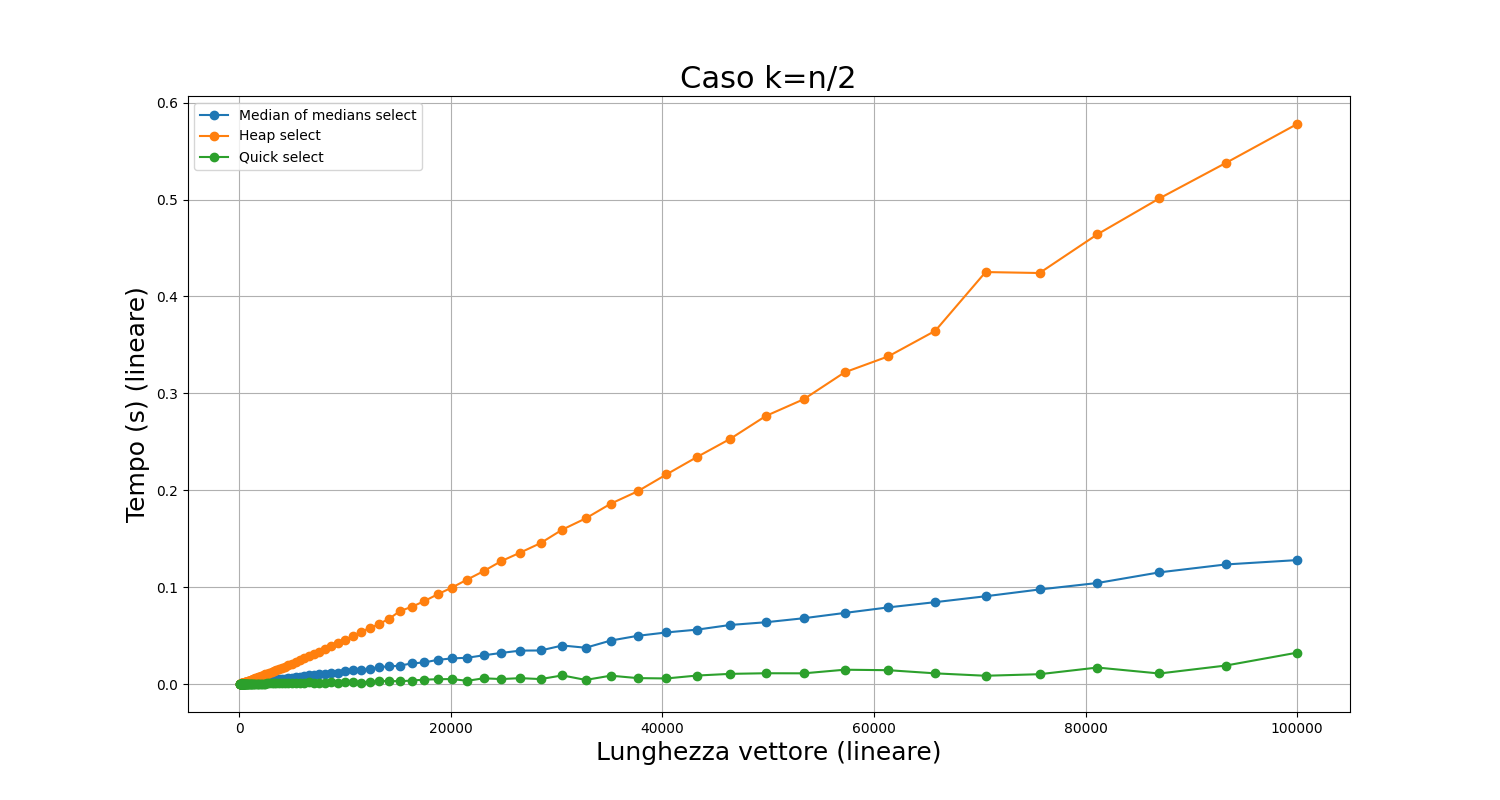 Caso k=n/2
Median of medians select
Heap select
Quick select
Tempo (s) (lineare)
0.6
0.5
0.4
0.3
0.2
0.1
0.0
0 20000 40000 60000 80000 100000
Lunghezza vettore (lineare)